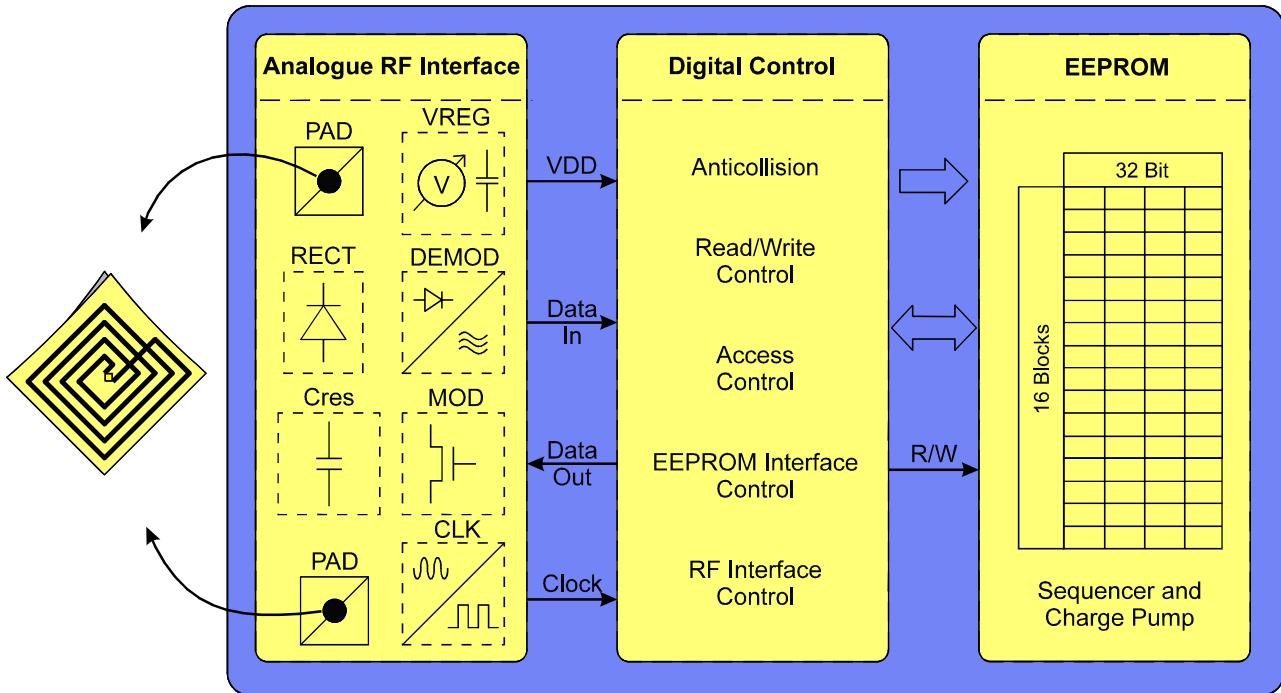 Analogue RF Interface
PAD
VREG
V
RECT
DEMOD
Cres
MOD
PAD
CLK
VDD
Data
In
Data
Out
Clock
Digital Control
Anticollision
Read/Write
Control
Access
Control
EEPROM Interface
Control
RF Interface
Control
R/W
EEPROM
32 Bit
16 Blocks
Sequencer and
Charge Pump